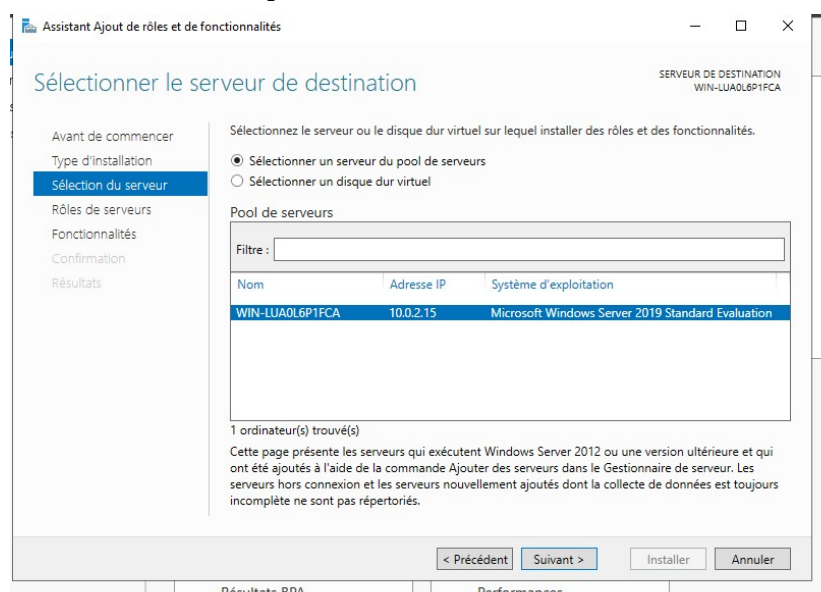 Assistant Ajout de rôles et de fonctionnalités
Sélectionner le serveur de destination
SERVEUR DE DESTINATION
WIN-LUA0L6P1FCA
Avant de commencer
Type d'installation
Sélection du serveur
Rôles de serveurs
Fonctionnalités
Confirmation
Résultats
Sélectionnez le serveur ou le disque dur virtuel sur lequel installer des rôles et des fonctionnalités.
Sélectionner un serveur du pool de serveurs
Sélectionner un disque dur virtuel
Pool de serveurs
Filtre :
Nom Adresse IP Système d'exploitation
WIN-LUA0L6P1FCA 10.0.2.15 Microsoft Windows Server 2019 Standard Evaluation
1 ordinateur(s) trouvé(s)
Cette page présente les serveurs qui exécutent Windows Server 2012 ou une version ultérieure et qui
ont été ajoutés à l'aide de la commande Ajouter des serveurs dans le Gestionnaire de serveur. Les
serveurs hors connexion et les serveurs nouvellement ajoutés dont la collecte de données est toujours
incomplète ne sont pas répertoriés.
< Précédent Suivant > Installer Annuler
Résultats BPA Performances